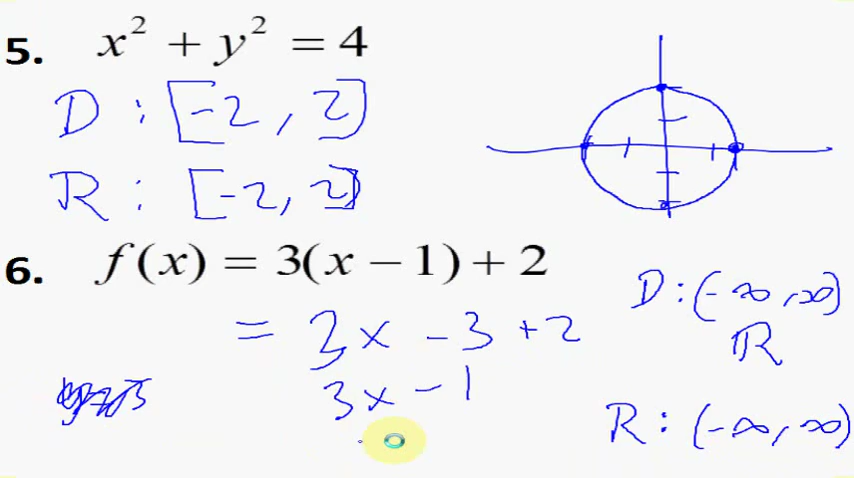 5. x² + y² = 4
D : [-2, 2]
R : [-2, 2]
6. f(x) = 3(x − 1) + 2
= 3x - 3 + 2
3x - 1
D : (-∞, ∞)
ℝ
R : (-∞, ∞)